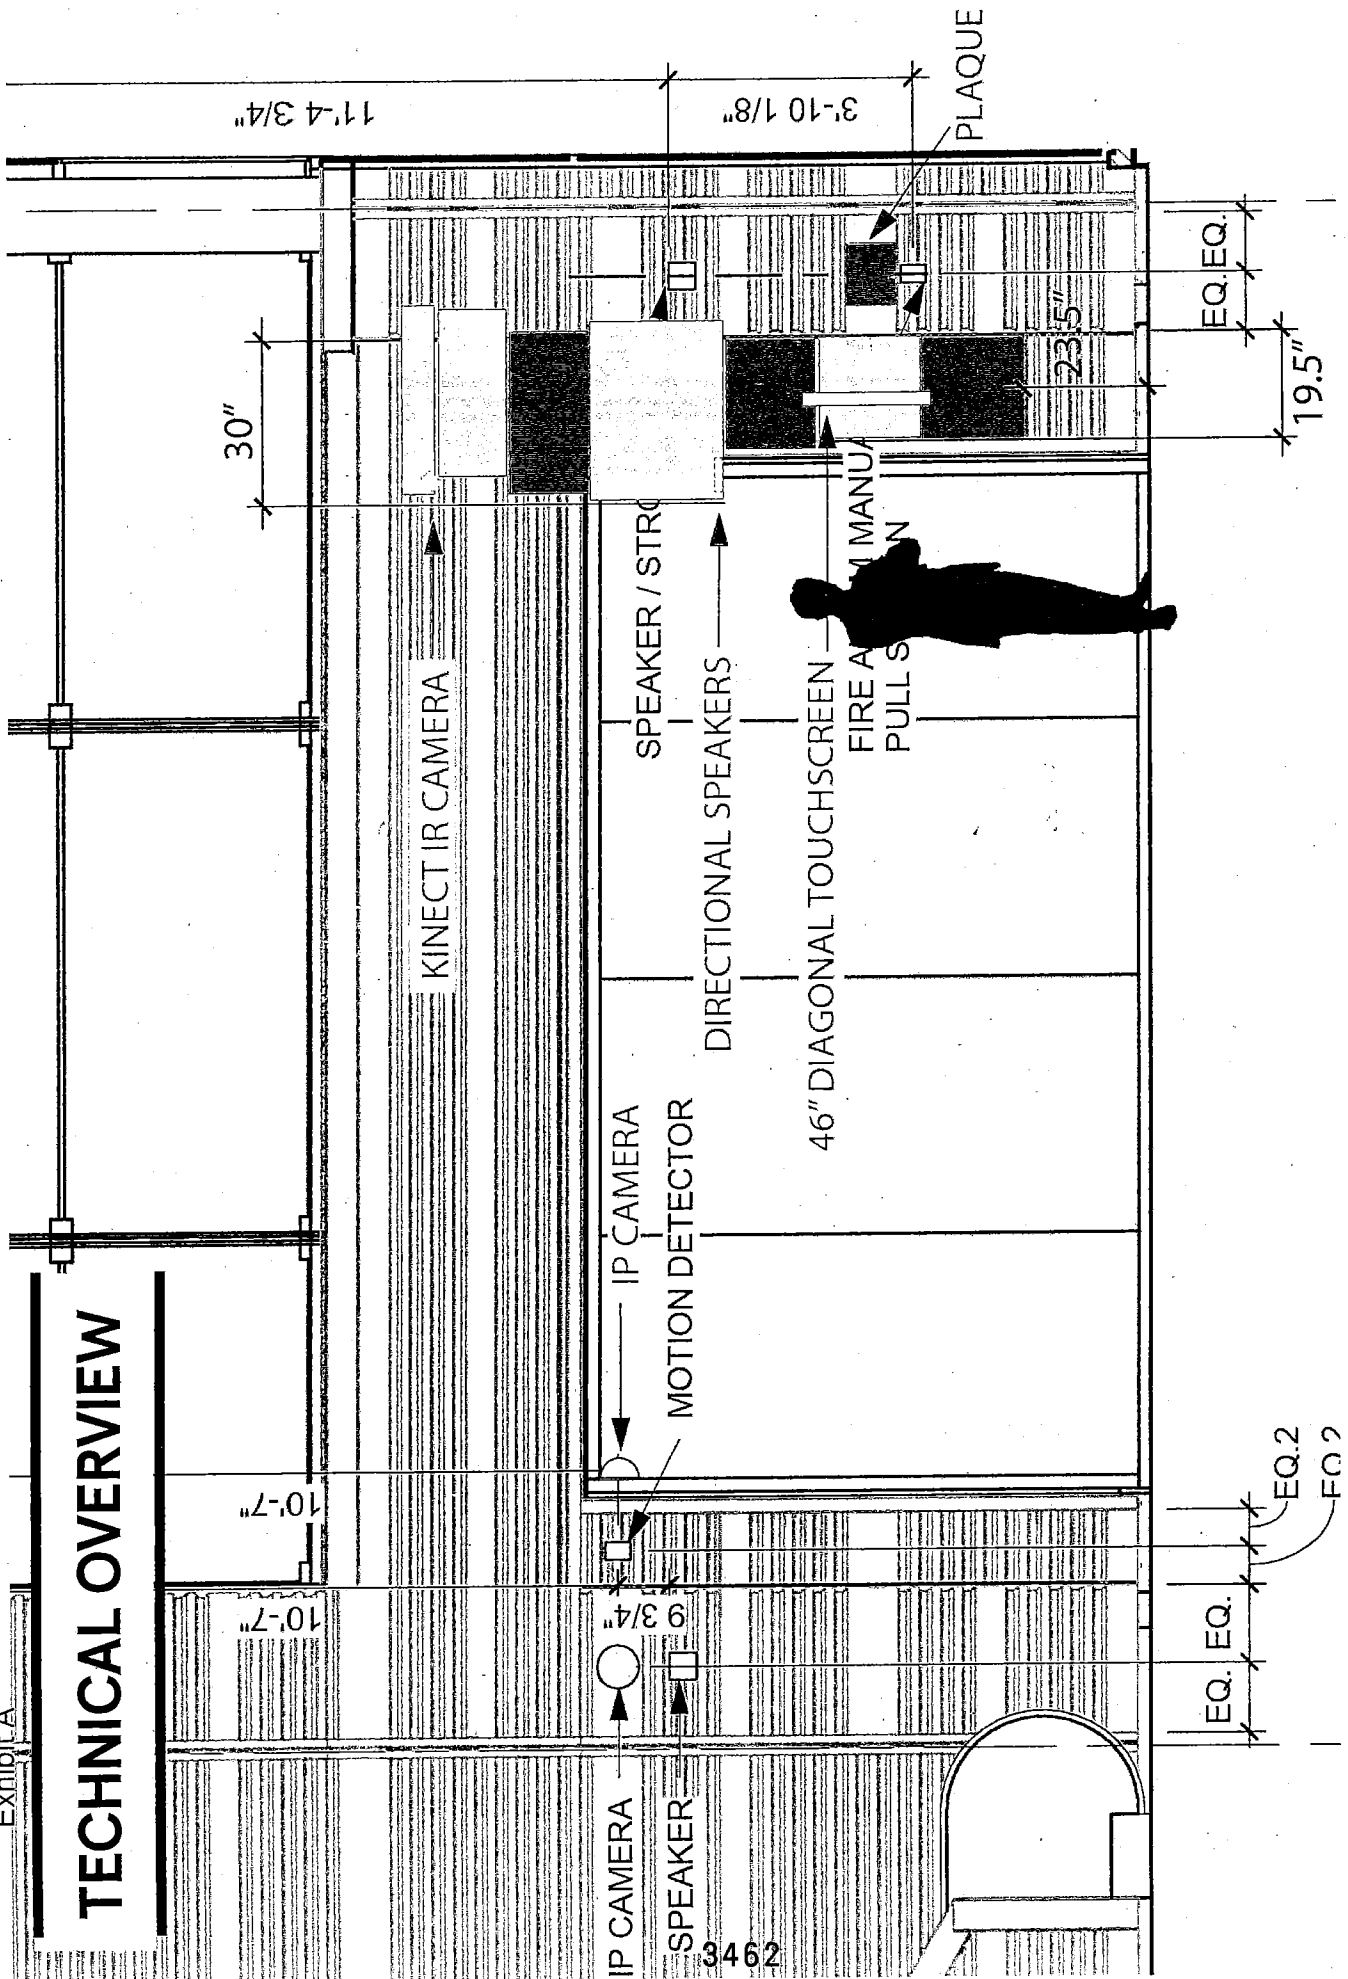 Exhibit A
TECHNICAL OVERVIEW
11'-4 3/4"
3'-10 1/8"
PLAQUE
30"
KINECT IR CAMERA
10'-7"
10'-7"
IP CAMERA
MOTION DETECTOR
SPEAKER /
DIRECTIONAL SPEAKERS
46" DIAGONAL TOUCHSCREEN
FIRE
PULL
23.5"
19.5"
EQ. EQ.
9 3/4"
IP CAMERA
SPEAKER
EQ. EQ.
EQ.2
EQ.2
3462